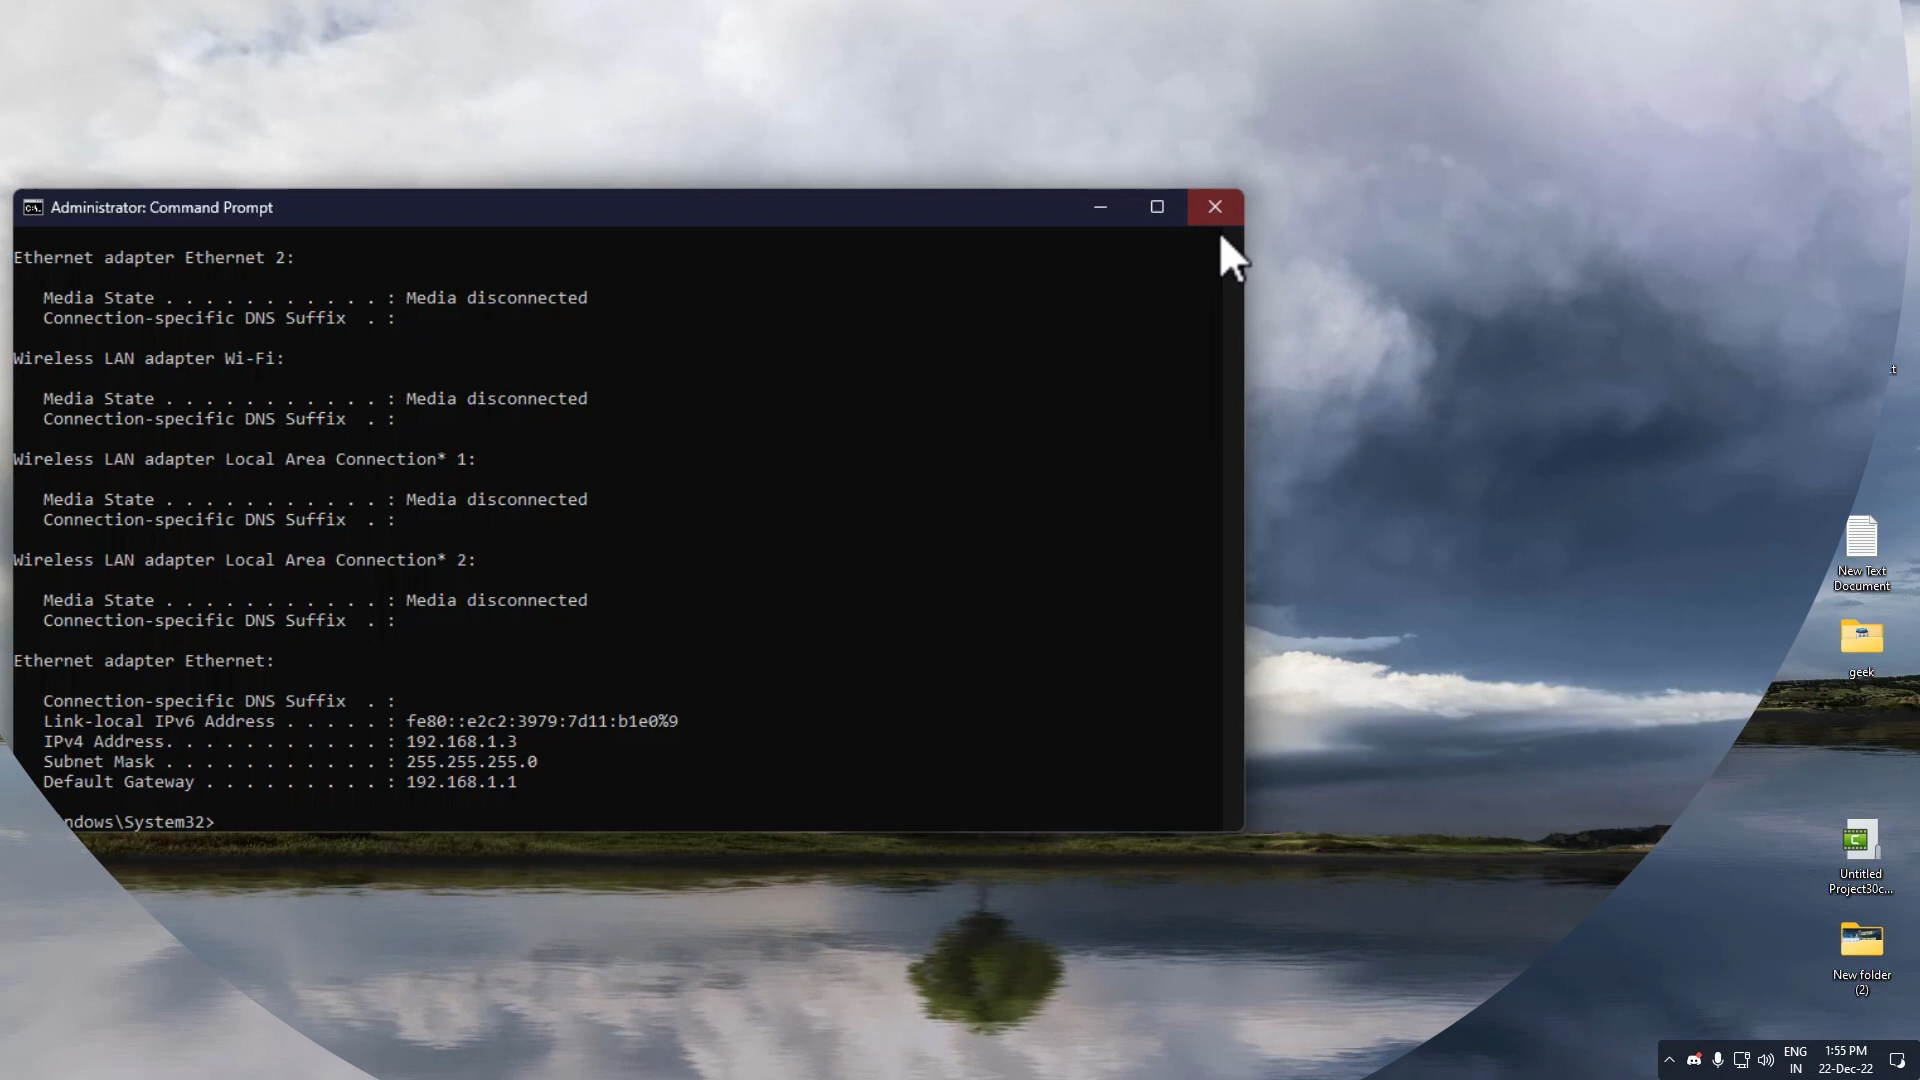 Administrator: Command Prompt
Ethernet adapter Ethernet 2:
Media State . . . . . . . . . . . : Media disconnected
Connection-specific DNS Suffix  . :
Wireless LAN adapter Wi-Fi:
Media State . . . . . . . . . . . : Media disconnected
Connection-specific DNS Suffix  . :
Wireless LAN adapter Local Area Connection* 1:
Media State . . . . . . . . . . . : Media disconnected
Connection-specific DNS Suffix  . :
Wireless LAN adapter Local Area Connection* 2:
Media State . . . . . . . . . . . : Media disconnected
Connection-specific DNS Suffix  . :
Ethernet adapter Ethernet:
Connection-specific DNS Suffix  . :
Link-local IPv6 Address . . . . . : fe80::e2c2:3979:7d11:b1e0%9
IPv4 Address. . . . . . . . . . . : 192.168.1.3
Subnet Mask . . . . . . . . . . . : 255.255.255.0
Default Gateway . . . . . . . . . : 192.168.1.1
ndows\System32>
New Text
Document
geek
Untitled
Project30c...
New folder
(2)
ENG
IN
1:55 PM
22-Dec-22